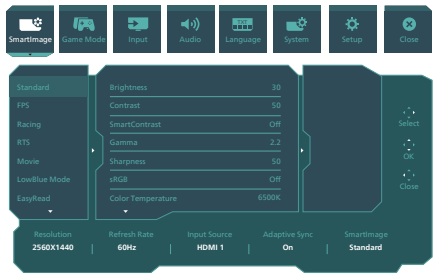 TXT
SmartImage
Game Mode
Input
Audio
Language
System
Setup
Close
Standard
FPS
Racing
RTS
Movie
LowBlue Mode
EasyRead
Brightness 30
Contrast 50
SmartContrast Off
Gamma 2.2
Sharpness 50
sRGB Off
Color Temperature 6500K
Select
OK
Close
Resolution
2560X1440
Refresh Rate
60Hz
Input Source
HDMI 1
Adaptive Sync
On
SmartImage
Standard